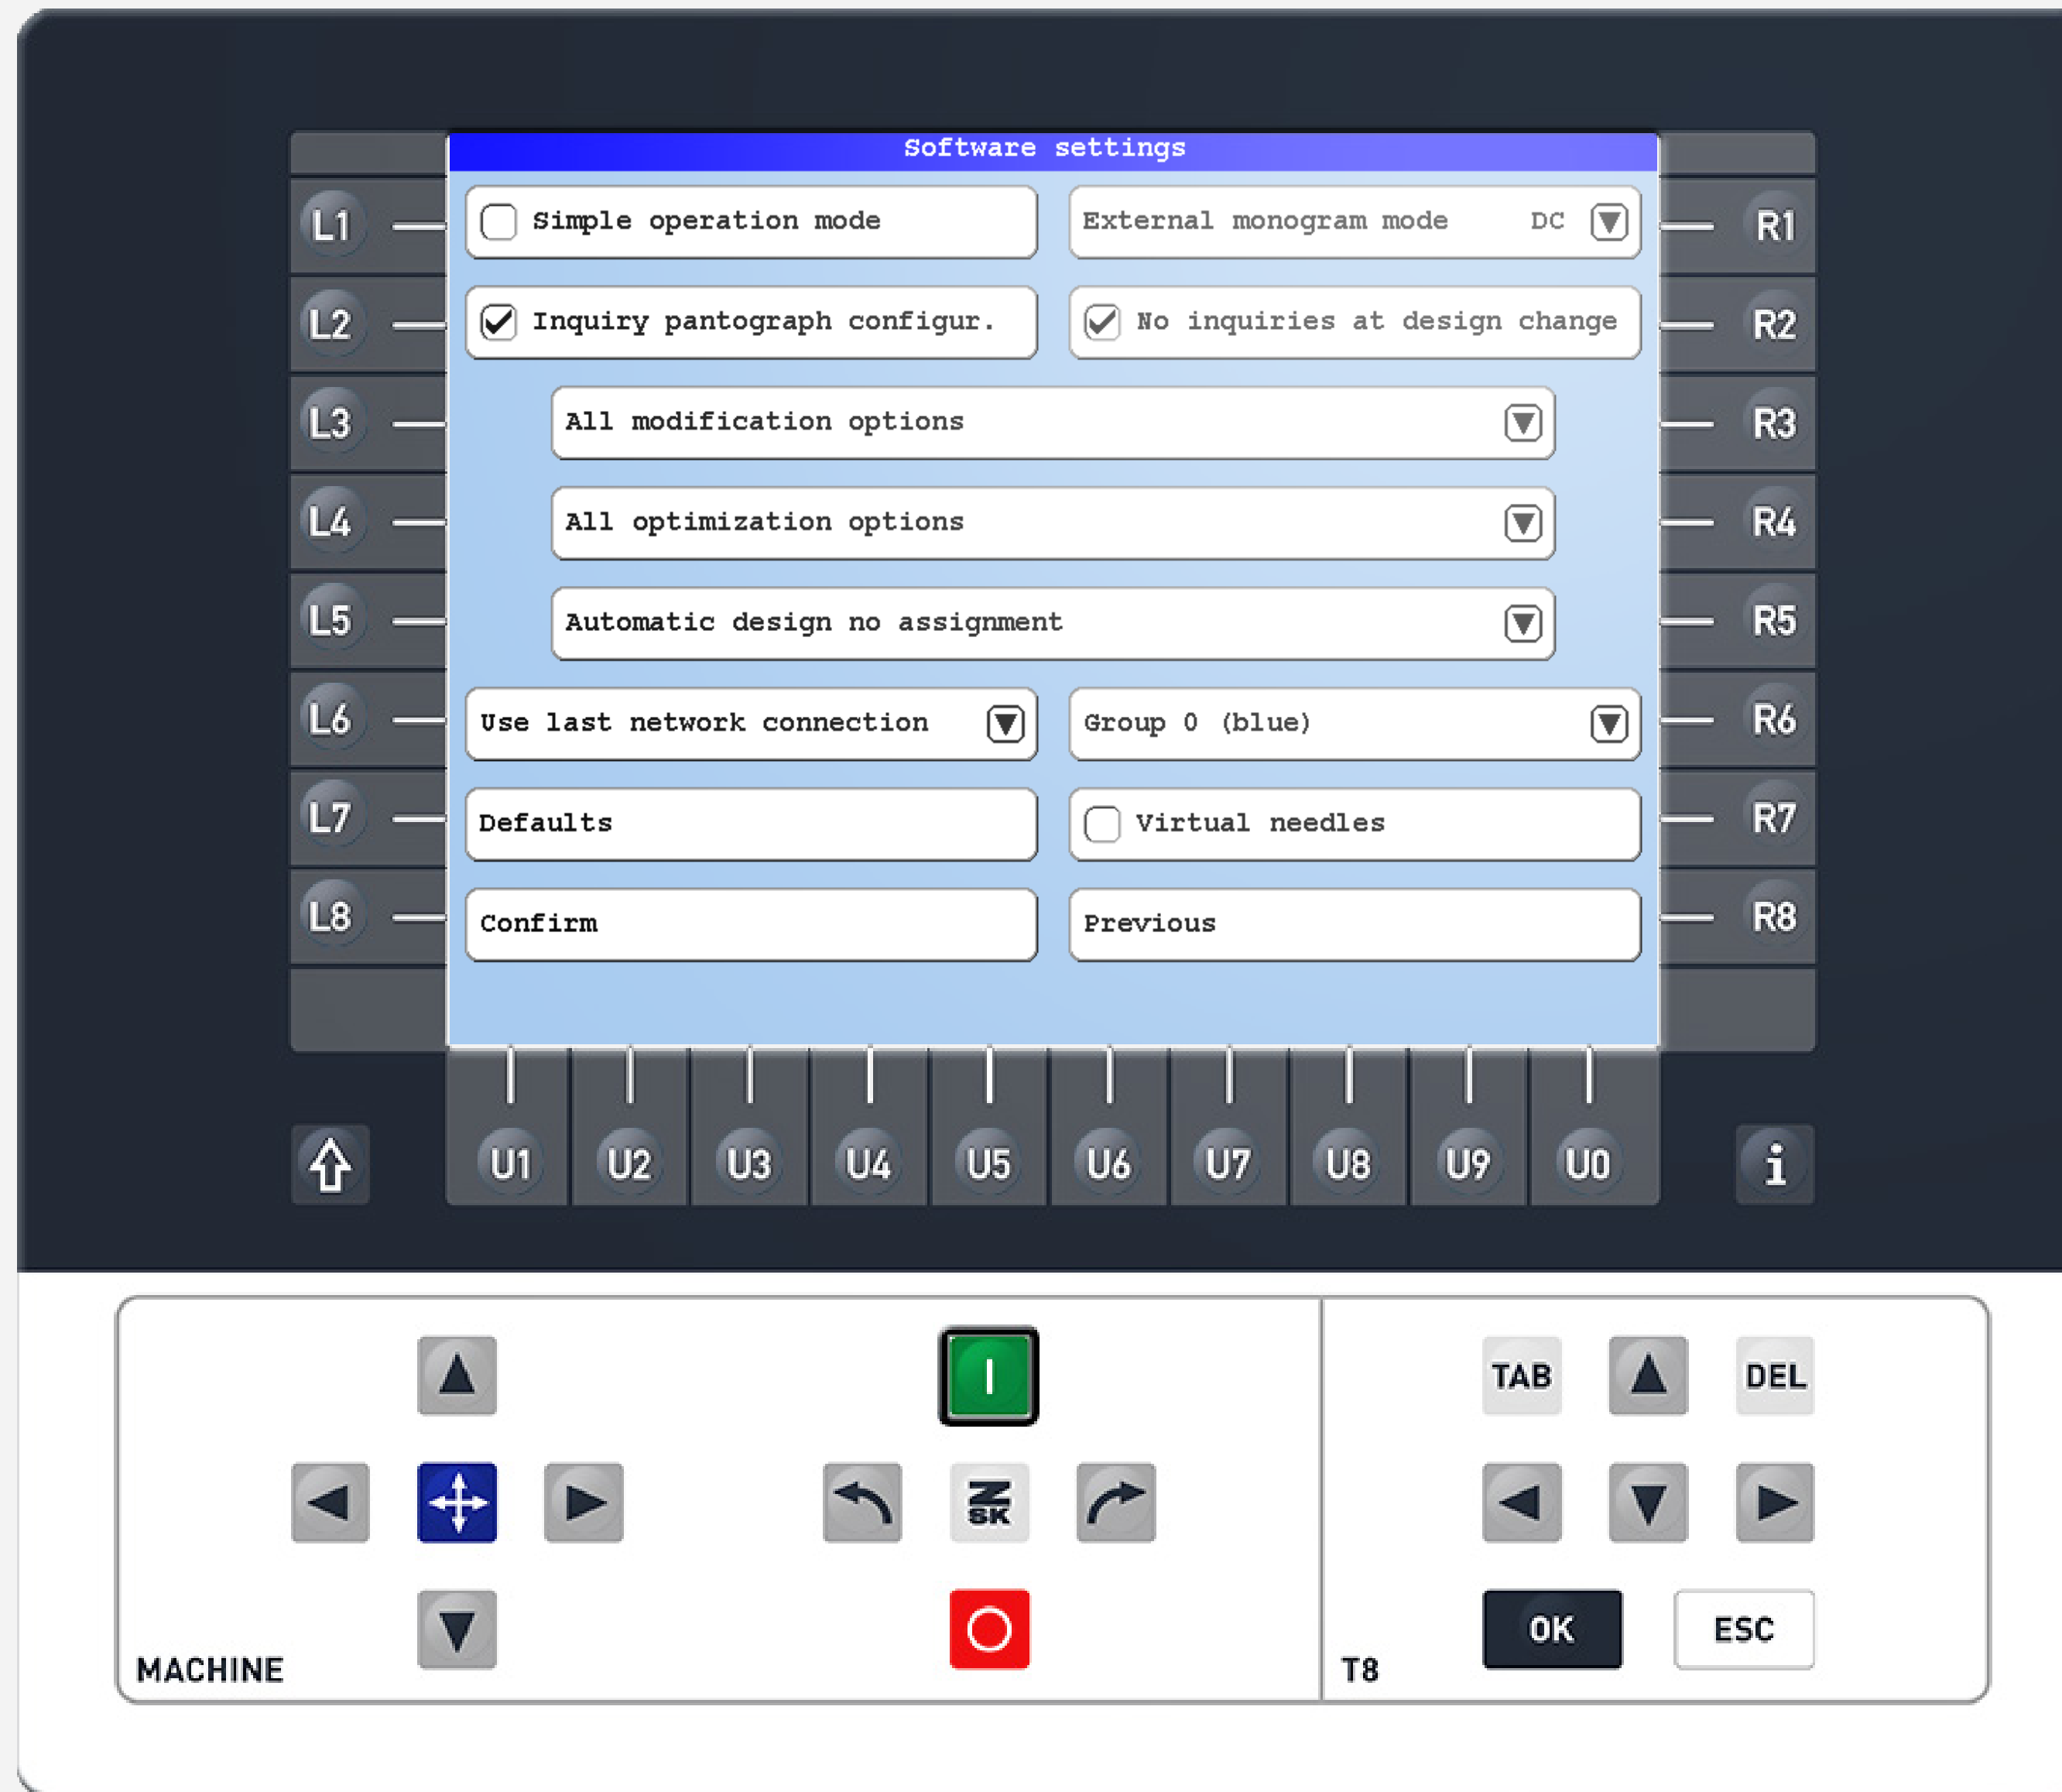 Software settings
L1 Simple operation mode External monogram mode DC R1
L2 Inquiry pantograph configur. No inquiries at design change R2
L3 All modification options R3
L4 All optimization options R4
L5 Automatic design no assignment R5
L6 Use last network connection Group 0 (blue) R6
L7 Defaults Virtual needles R7
L8 Confirm Previous R8
U1 U2 U3 U4 U5 U6 U7 U8 U9 U0 i
I
TAB DEL
ZSK
OK ESC
MACHINE T8